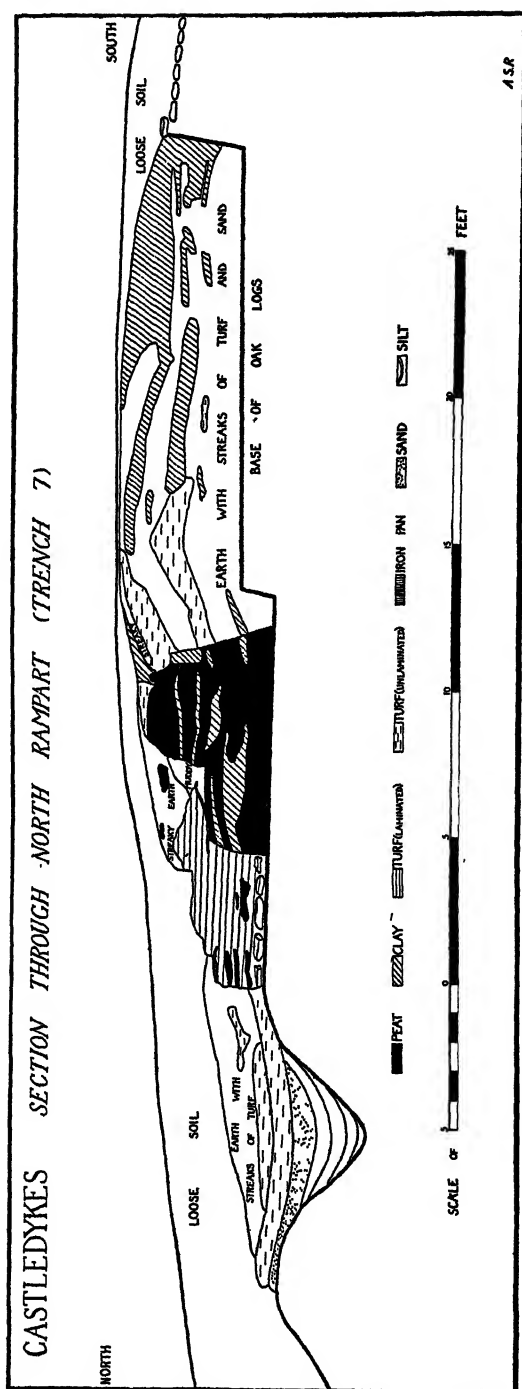 CASTLEDYKES SECTION THROUGH NORTH RAMPART (TRENCH 7)
NORTH
SOUTH
LOOSE SOIL
LOOSE SOIL
EARTH WITH
STREAKS OF TURF
STREAKY EARTH
EARTH WITH STREAKS OF TURF AND SAND
BASE OF OAK LOGS
PEAT CLAY TURF (LAMINATED) TURF (UNLAMINATED) IRON PAN SAND SILT
SCALE OF 5 0 5 10 15 20 25 FEET
A S.R